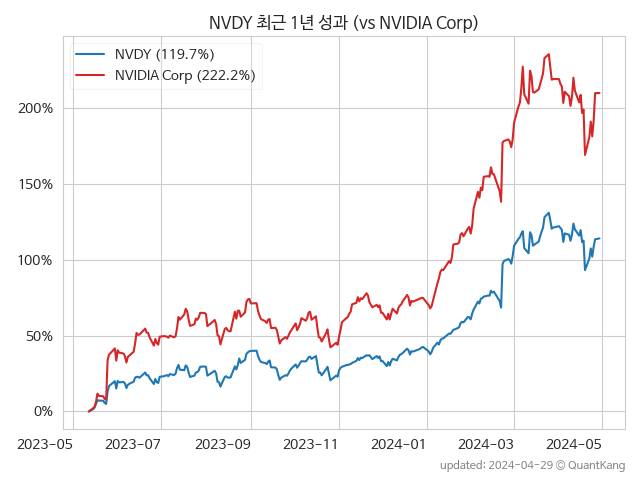 NVDY 최근 1년 성과 (vs NVIDIA Corp)
NVDY (119.7%)
NVIDIA Corp (222.2%)
200%
150%
100%
50%
0%
2023-05 2023-07 2023-09 2023-11 2024-01 2024-03 2024-05
updated: 2024-04-29 © QuantKang